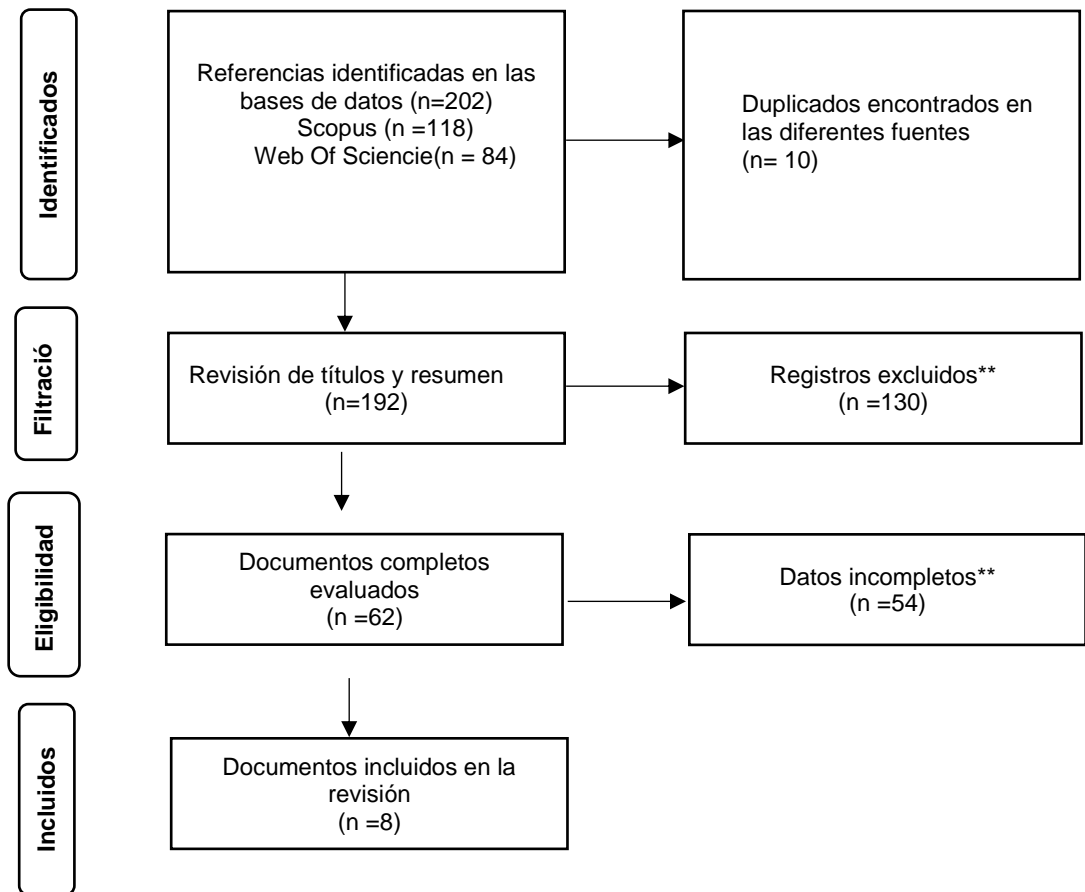 Identificados
Referencias identificadas en las
bases de datos (n=202)
Scopus (n =118)
Web Of Sciencie(n = 84)
Duplicados encontrados en
las diferentes fuentes
(n= 10)
Filtració
Revisión de títulos y resumen
(n=192)
Registros excluidos**
(n =130)
Eligibilidad
Documentos completos
evaluados
(n =62)
Datos incompletos**
(n =54)
Incluidos
Documentos incluidos en la
revisión
(n =8)